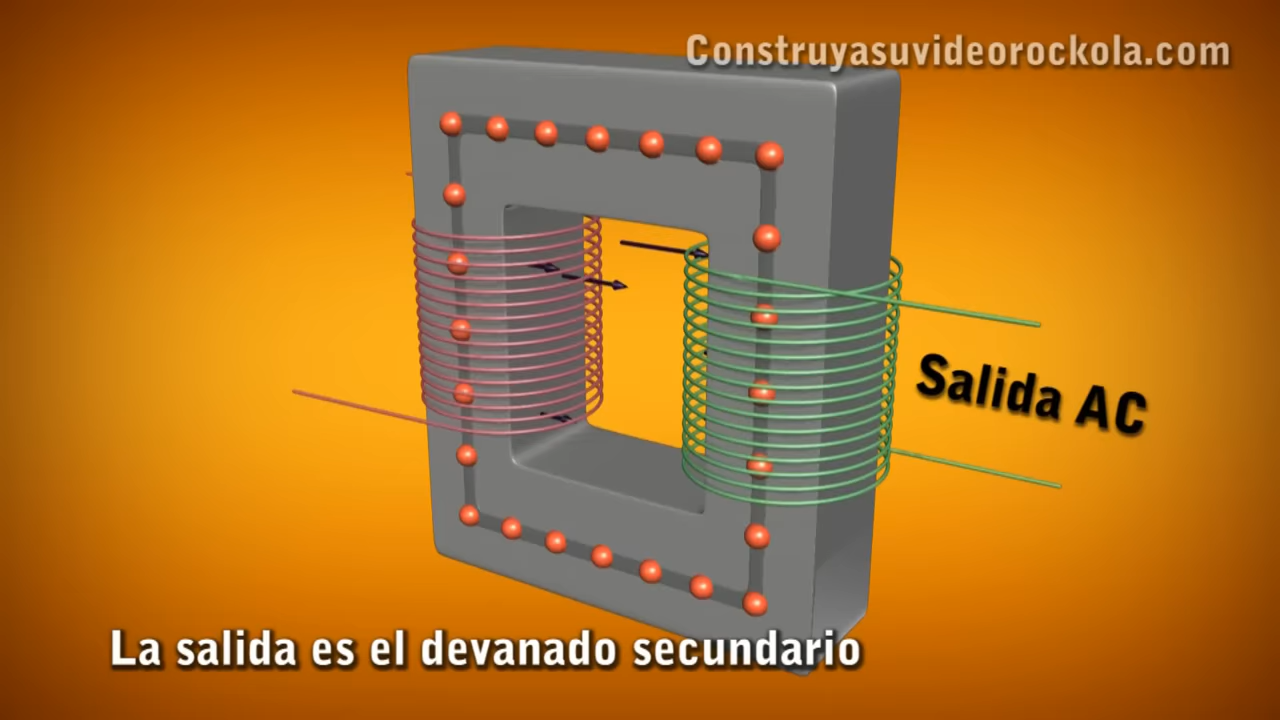 Construyasuvideorockola.com
Salida AC
La salida es el devanado secundario